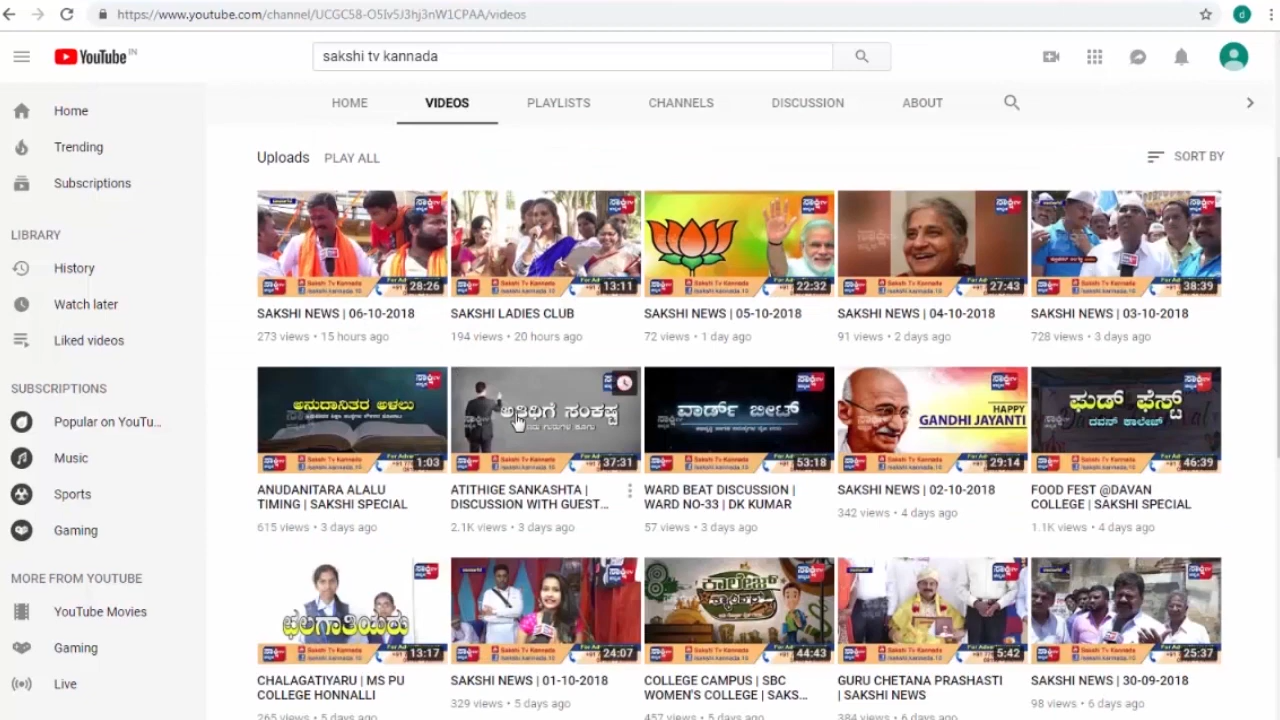 https://www.youtube.com/channel/UCGC58-O5Iv5J3hj3nW1CPAA/videos
d
YouTube IN
sakshi tv kannada
HOME
VIDEOS
PLAYLISTS
CHANNELS
DISCUSSION
ABOUT
Home
Trending
Subscriptions
LIBRARY
History
Watch later
Liked videos
SUBSCRIPTIONS
Popular on YouTu...
Music
Sports
Gaming
MORE FROM YOUTUBE
YouTube Movies
Gaming
Live
Uploads PLAY ALL
SORT BY
28:26
SAKSHI NEWS | 06-10-2018
273 views • 15 hours ago
13:11
SAKSHI LADIES CLUB
194 views • 20 hours ago
22:32
SAKSHI NEWS | 05-10-2018
72 views • 1 day ago
27:43
SAKSHI NEWS | 04-10-2018
91 views • 2 days ago
38:39
SAKSHI NEWS | 03-10-2018
728 views • 3 days ago
ಅನುದಾನಿತರ ಅಳಲು
1:03
ANUDANITARA ALALU
TIMING | SAKSHI SPECIAL
615 views • 3 days ago
ಅತಿಥಿಗೆ ಸಂಕಷ್ಟ
37:31
ATITHIGE SANKASHTA |
DISCUSSION WITH GUEST...
2.1K views • 3 days ago
ವಾರ್ಡ್ ಬೀಟ್
53:18
WARD BEAT DISCUSSION |
WARD NO-33 | DK KUMAR
57 views • 3 days ago
HAPPY
GANDHI JAYANTI
29:14
SAKSHI NEWS | 02-10-2018
342 views • 4 days ago
ಫುಡ್ ಫೆಸ್ಟ್
ದವನ್ ಕಾಲೇಜ್
46:39
FOOD FEST @DAVAN
COLLEGE | SAKSHI SPECIAL
1.1K views • 4 days ago
ಛಲಗಾತಿಯರು
13:17
CHALAGATIYARU | MS PU
COLLEGE HONNALLI
265 views • 5 days ago
24:07
SAKSHI NEWS | 01-10-2018
329 views • 5 days ago
ಕಾಲೇಜ್
ಕ್ಯಾಂಪಸ್
44:43
COLLEGE CAMPUS | SBC
WOMEN'S COLLEGE | SAKS...
457 views • 5 days ago
5:42
GURU CHETANA PRASHASTI
| SAKSHI NEWS
384 views • 6 days ago
25:37
SAKSHI NEWS | 30-09-2018
98 views • 6 days ago